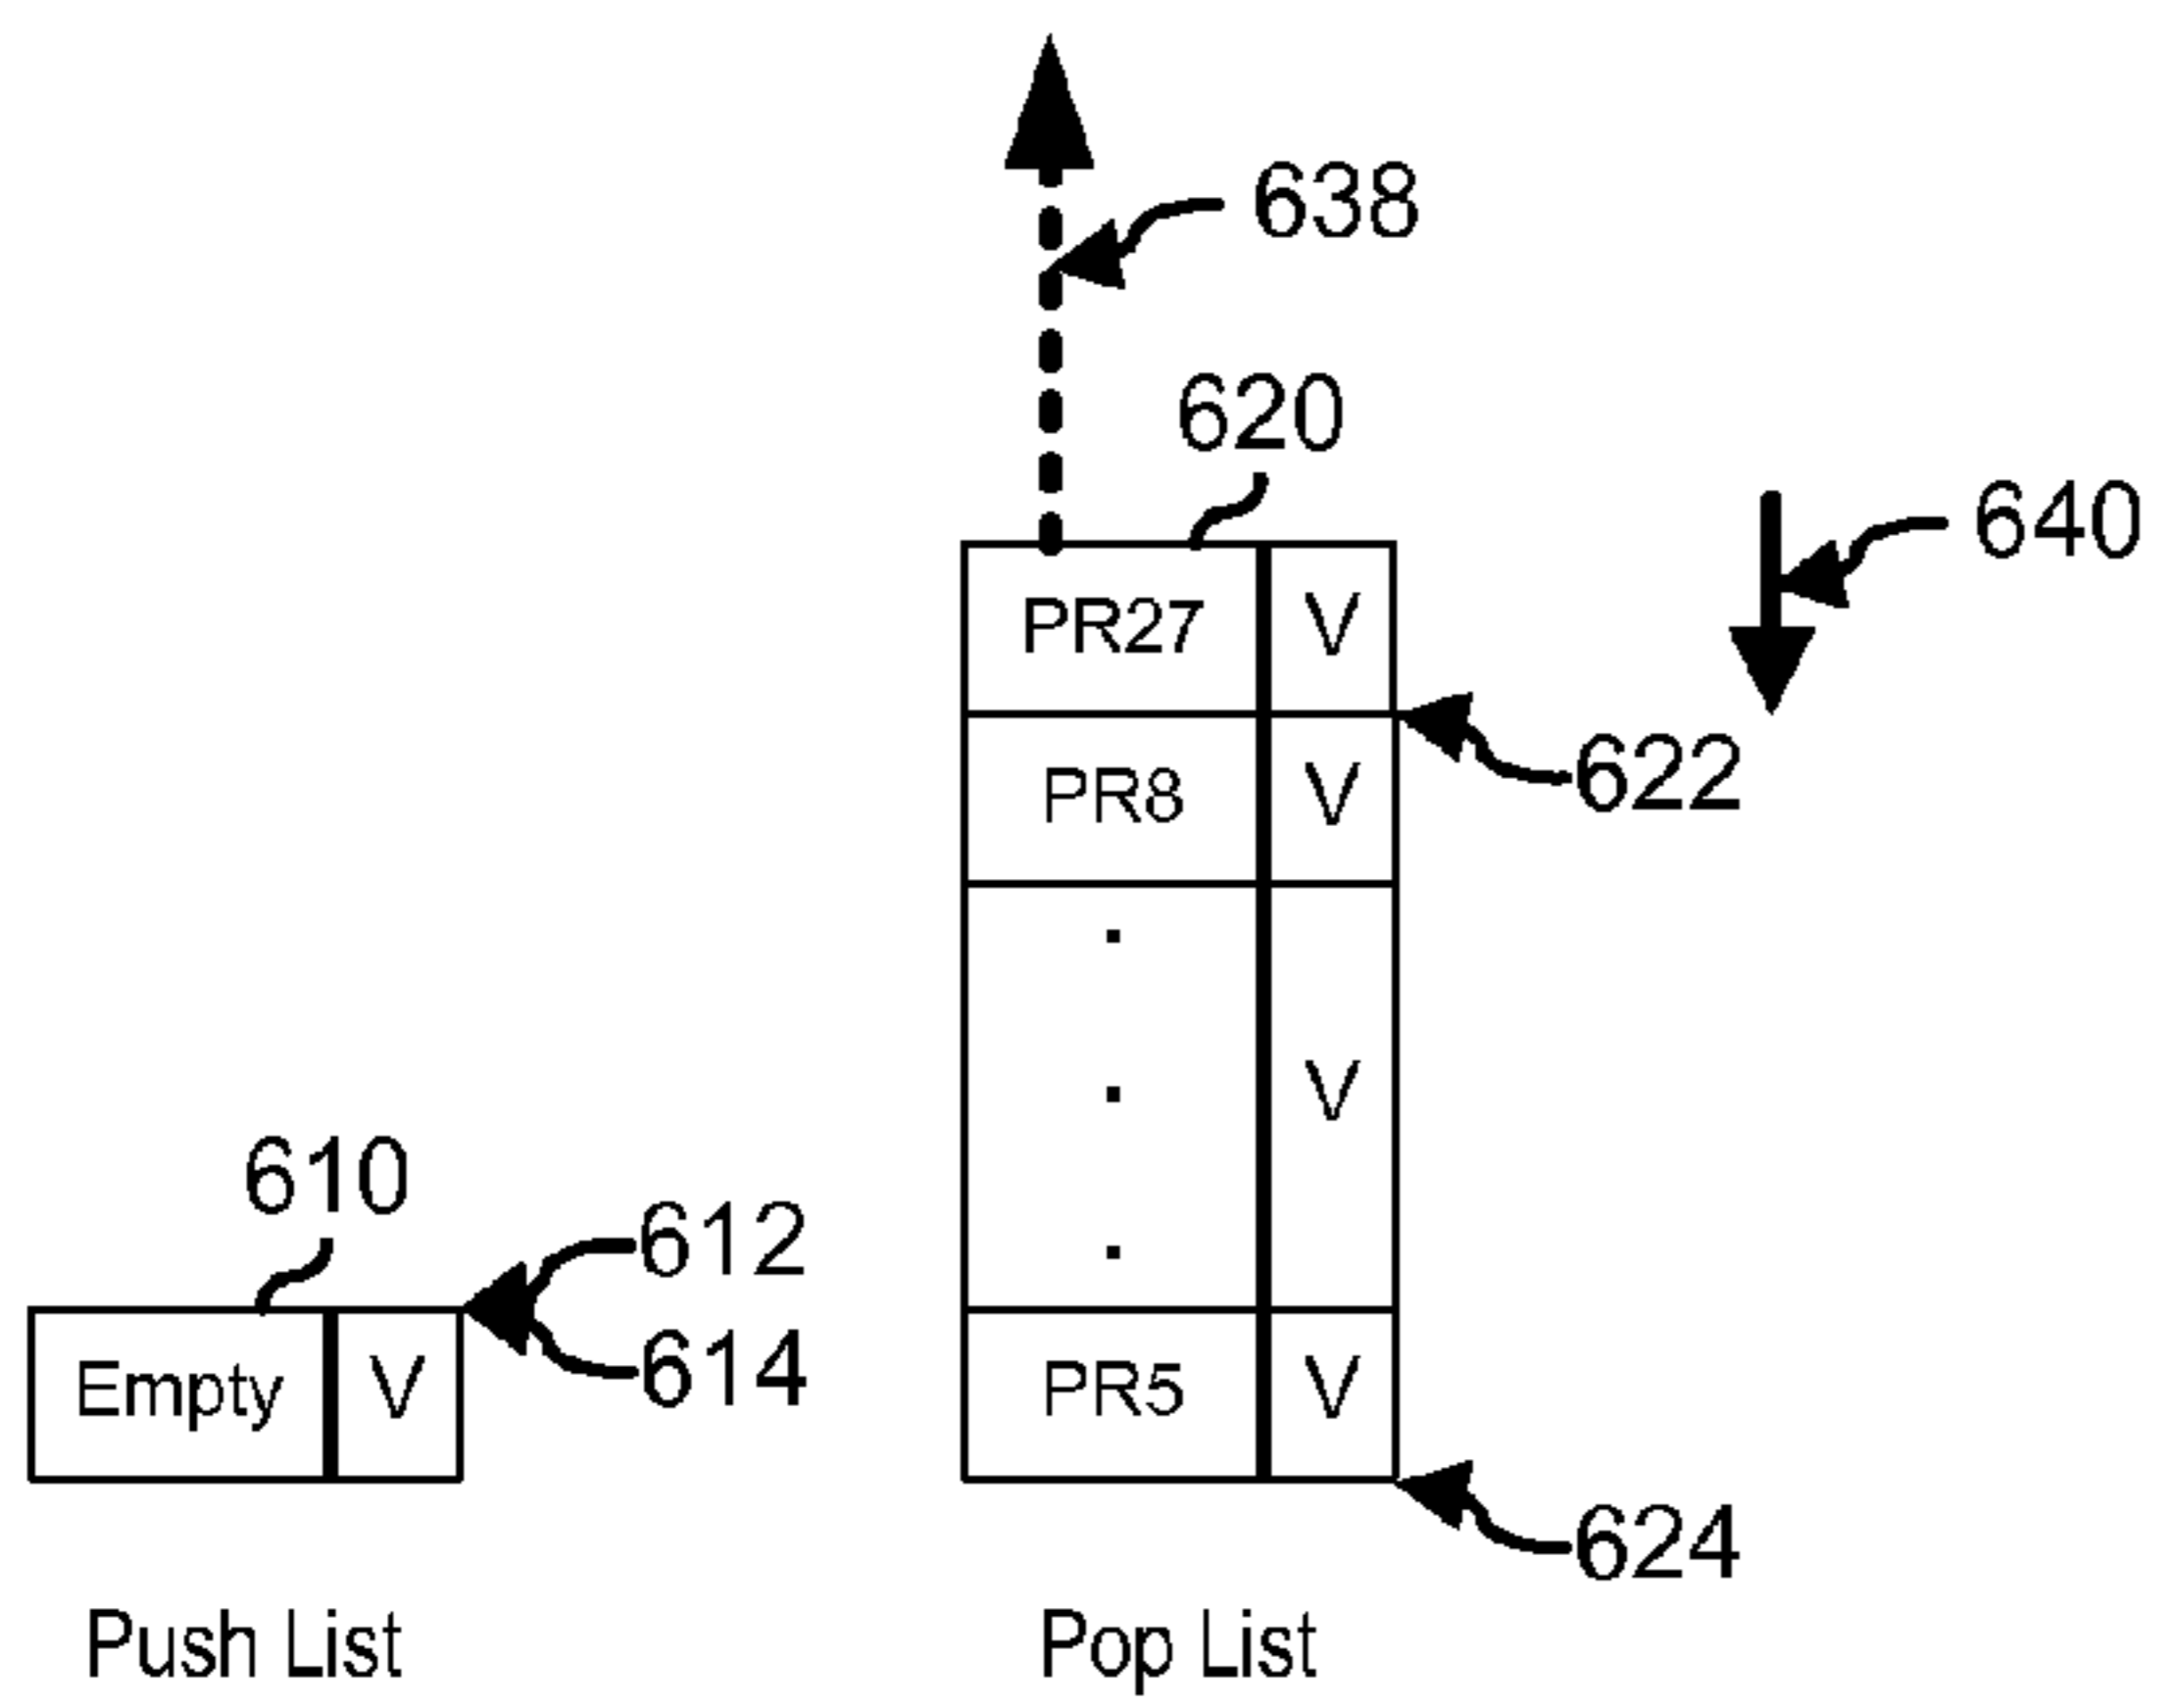 638
620
640
PR27 V
622
PR8 V
.
. V
.
610
612
614
Empty V
PR5 V
624
Push List
Pop List